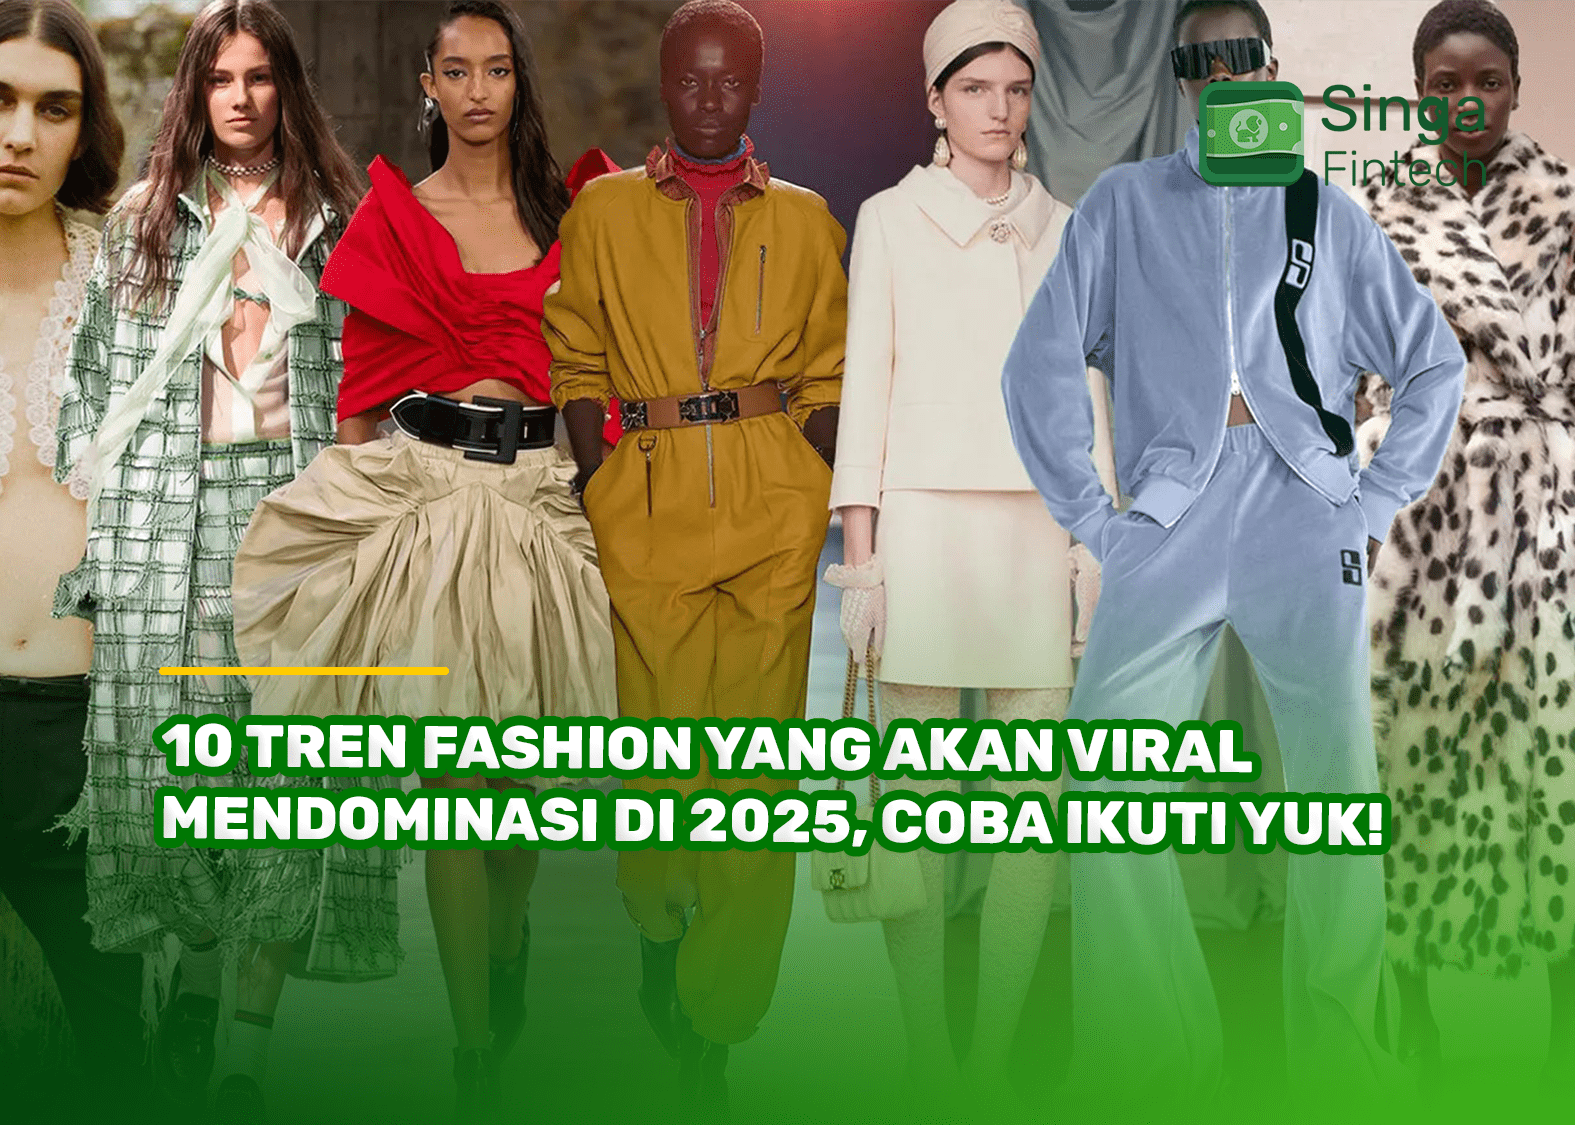 Singa
Fintech
S
S
10 TREN FASHION YANG AKAN VIRAL
MENDOMINASI DI 2025, COBA IKUTI YUK!